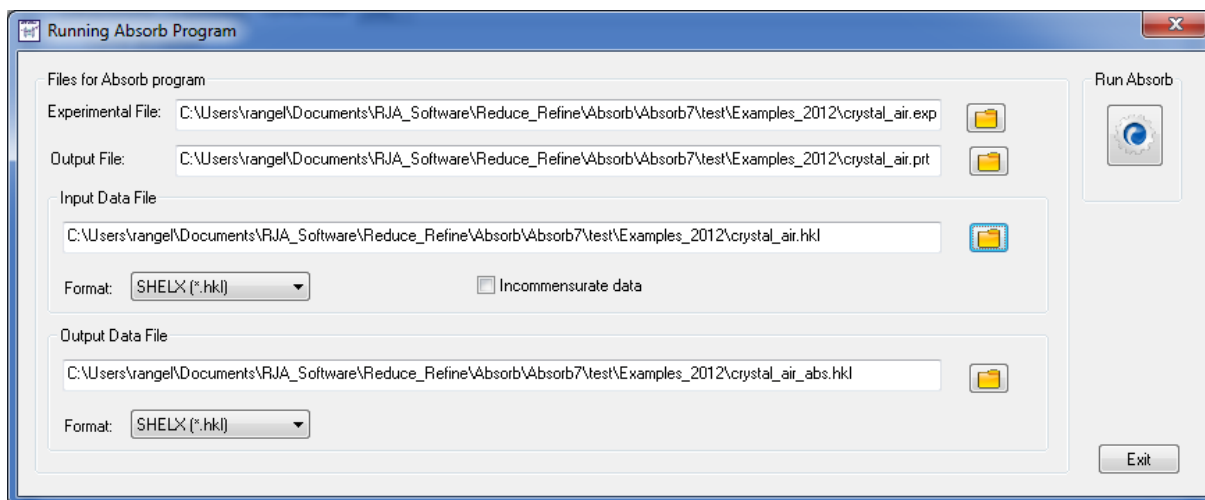 Running Absorb Program
Files for Absorb program
Run Absorb
Experimental File: C:\Users\rangel\Documents\RJA_Software\Reduce_Refine\Absorb\Absorb7\test\Examples_2012\crystal_air.exp
Output File: C:\Users\rangel\Documents\RJA_Software\Reduce_Refine\Absorb\Absorb7\test\Examples_2012\crystal_air.prt
Input Data File
C:\Users\rangel\Documents\RJA_Software\Reduce_Refine\Absorb\Absorb7\test\Examples_2012\crystal_air.hkl
Format: SHELX (*.hkl) Incommensurate data
Output Data File
C:\Users\rangel\Documents\RJA_Software\Reduce_Refine\Absorb\Absorb7\test\Examples_2012\crystal_air_abs.hkl
Format: SHELX (*.hkl)
Exit